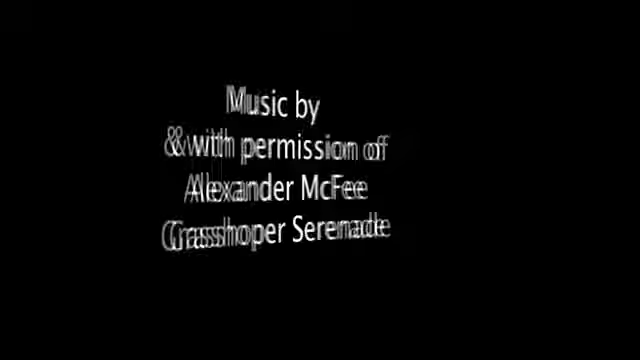 Music by
& with permission of
Alexander McFee
Grasshoper Serenade